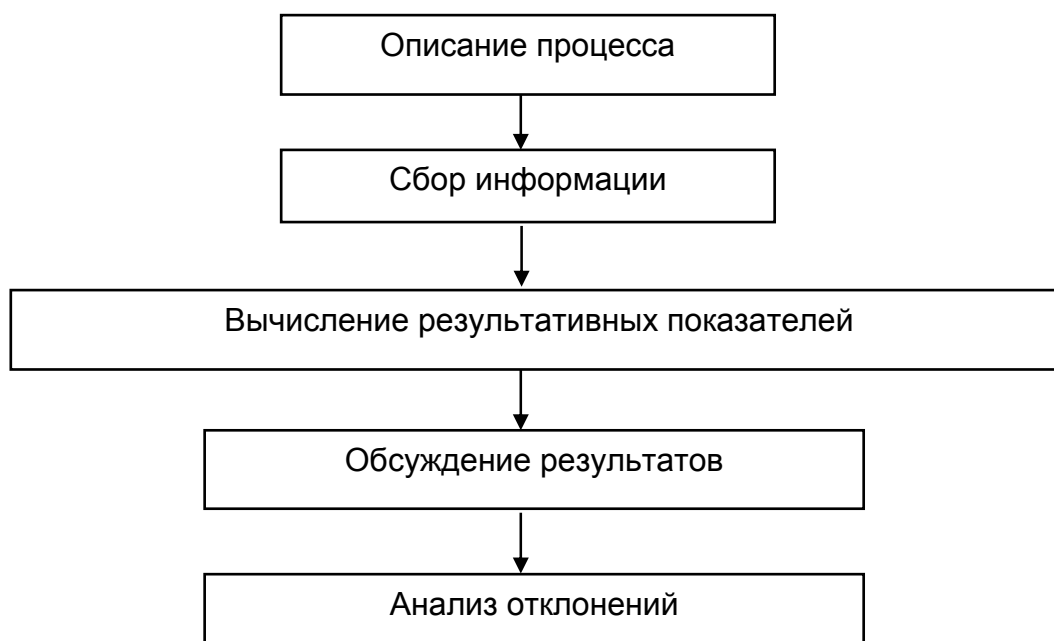 Описание процесса
Сбор информации
Вычисление результативных показателей
Обсуждение результатов
Анализ отклонений